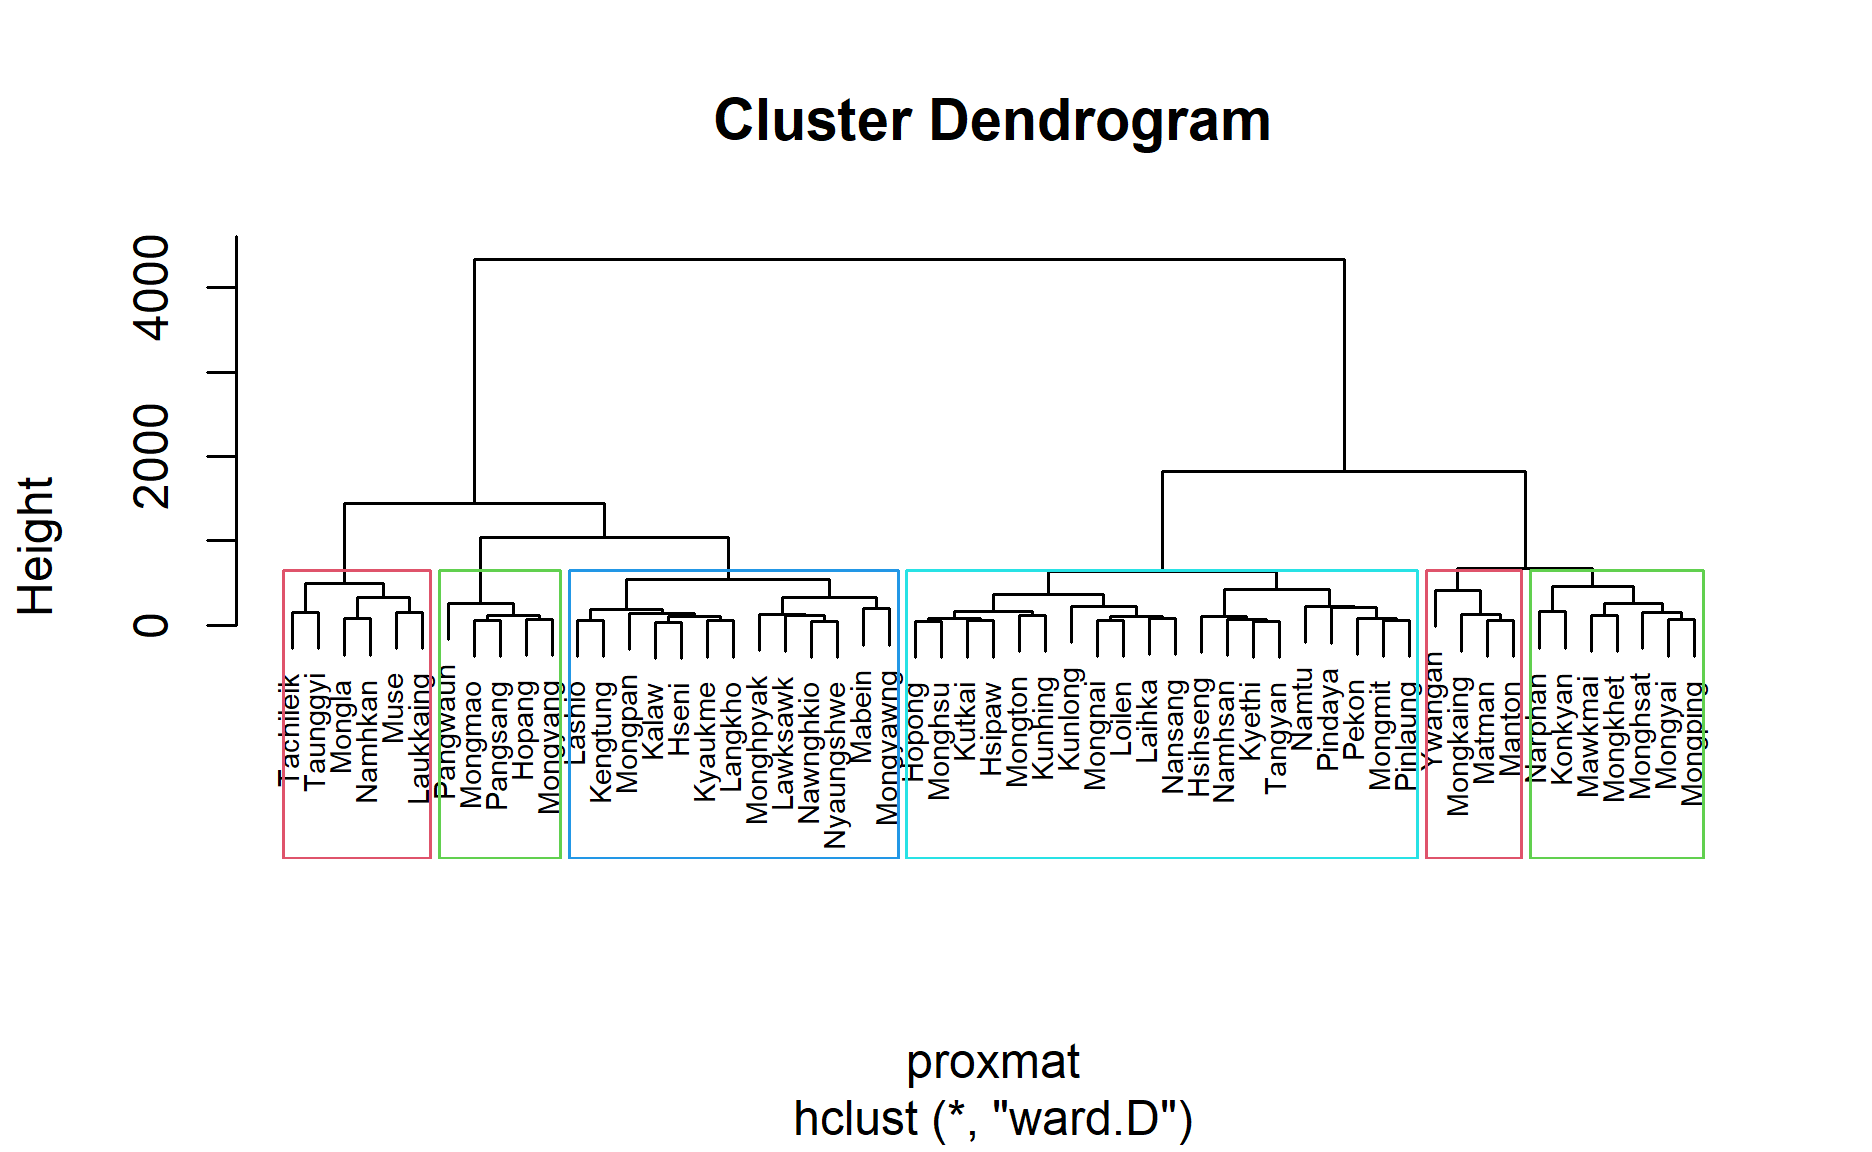 Cluster Dendrogram
Height
0
2000
4000
Tachileik
Taunggyi
Mongla
Namhkan
Muse
Laukkaing
Pangwaun
Mongmao
Pangsang
Hopang
Mongyang
Lashio
Kengtung
Mongpan
Kalaw
Hseni
Kyaukme
Langkho
Monghpyak
Lawksawk
Nawnghkio
Nyaungshwe
Mabein
Mongyawng
Hopong
Monghsu
Kutkai
Hsipaw
Mongton
Kunhing
Kunlong
Mongnai
Loilen
Laihka
Nansang
Hsihseng
Namhsan
Kyethi
Tangyan
Namtu
Pindaya
Pekon
Mongmit
Pinlaung
Ywangan
Mongkaing
Matman
Manton
Narphan
Konkyan
Mawkmai
Mongkhet
Monghsat
Mongyai
Mongping
proxmat
hclust (*, "ward.D")